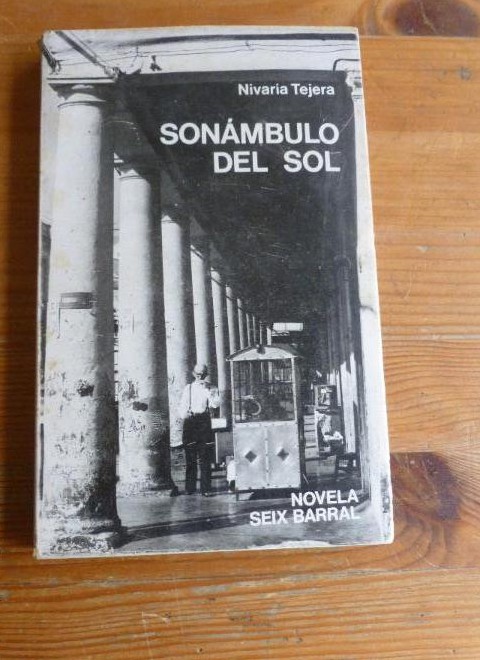 Nivaria Tejera
SONÁMBULO
DEL SOL
NOVELA
SEIX BARRAL